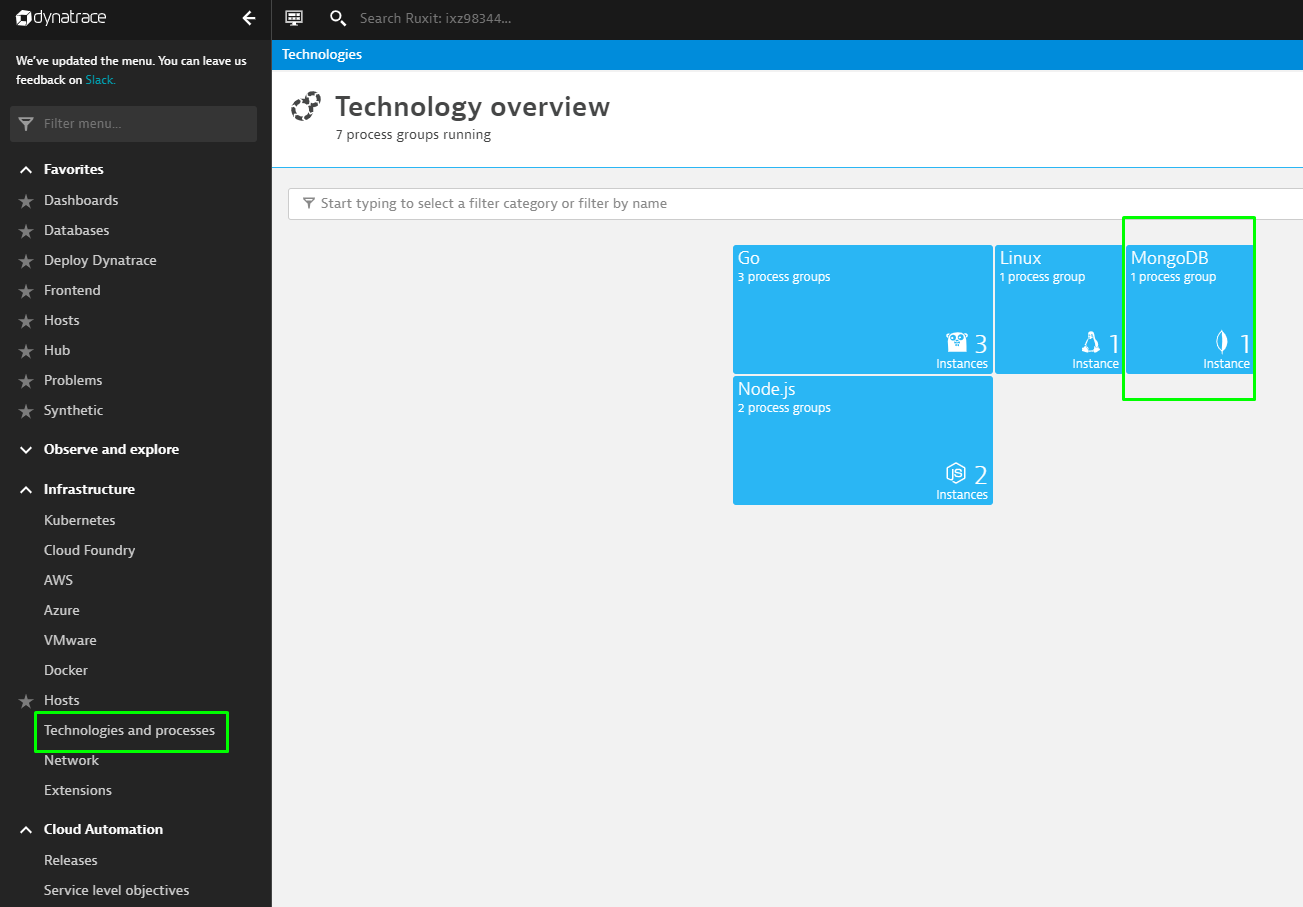 dynatrace
Search Ruxit: ixz98344...
We've updated the menu. You can leave us
feedback on Slack.
Filter menu...
Favorites
Dashboards
Databases
Deploy Dynatrace
Frontend
Hosts
Hub
Problems
Synthetic
Observe and explore
Infrastructure
Kubernetes
Cloud Foundry
AWS
Azure
VMware
Docker
Hosts
Technologies and processes
Network
Extensions
Cloud Automation
Releases
Service level objectives
Technologies
Technology overview
7 process groups running
Start typing to select a filter category or filter by name
Go
3 process groups
3
Instances
Linux
1 process group
1
Instance
MongoDB
1 process group
1
Instance
Node.js
2 process groups
JS 2
Instances